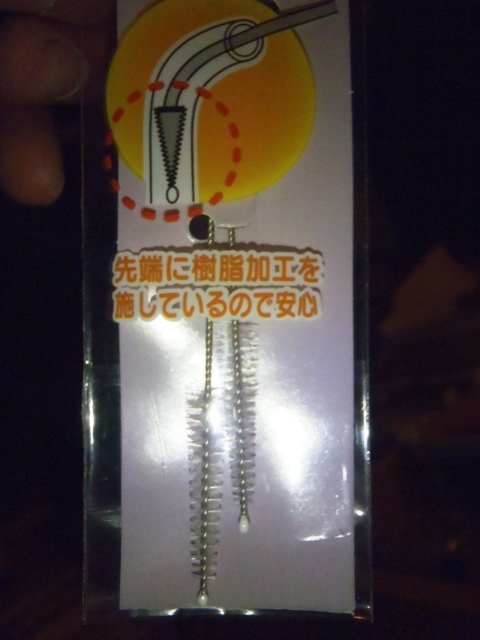 先端に樹脂加工を
施しているので安心